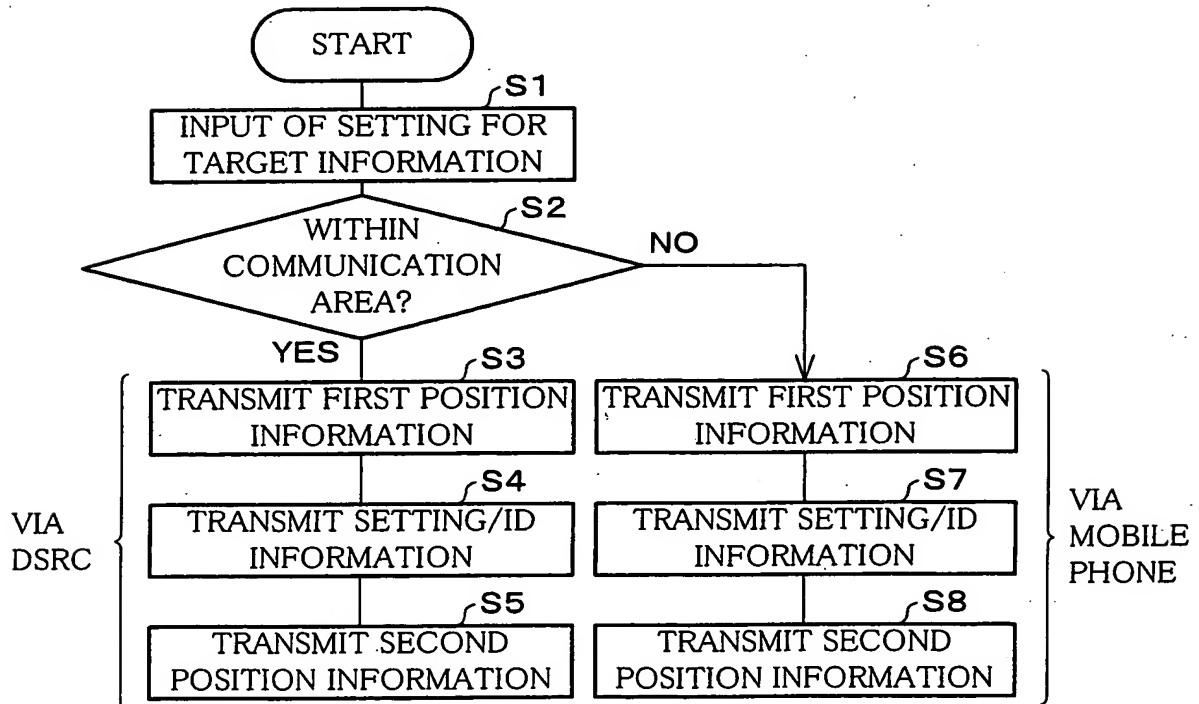 START
S1
INPUT OF SETTING FOR
TARGET INFORMATION
S2
WITHIN
COMMUNICATION
AREA?
NO
YES
S3
TRANSMIT FIRST POSITION
INFORMATION
S6
TRANSMIT FIRST POSITION
INFORMATION
S4
TRANSMIT SETTING/ID
INFORMATION
S7
TRANSMIT SETTING/ID
INFORMATION
VIA
DSRC
VIA
MOBILE
PHONE
S5
TRANSMIT SECOND
POSITION INFORMATION
S8
TRANSMIT SECOND
POSITION INFORMATION